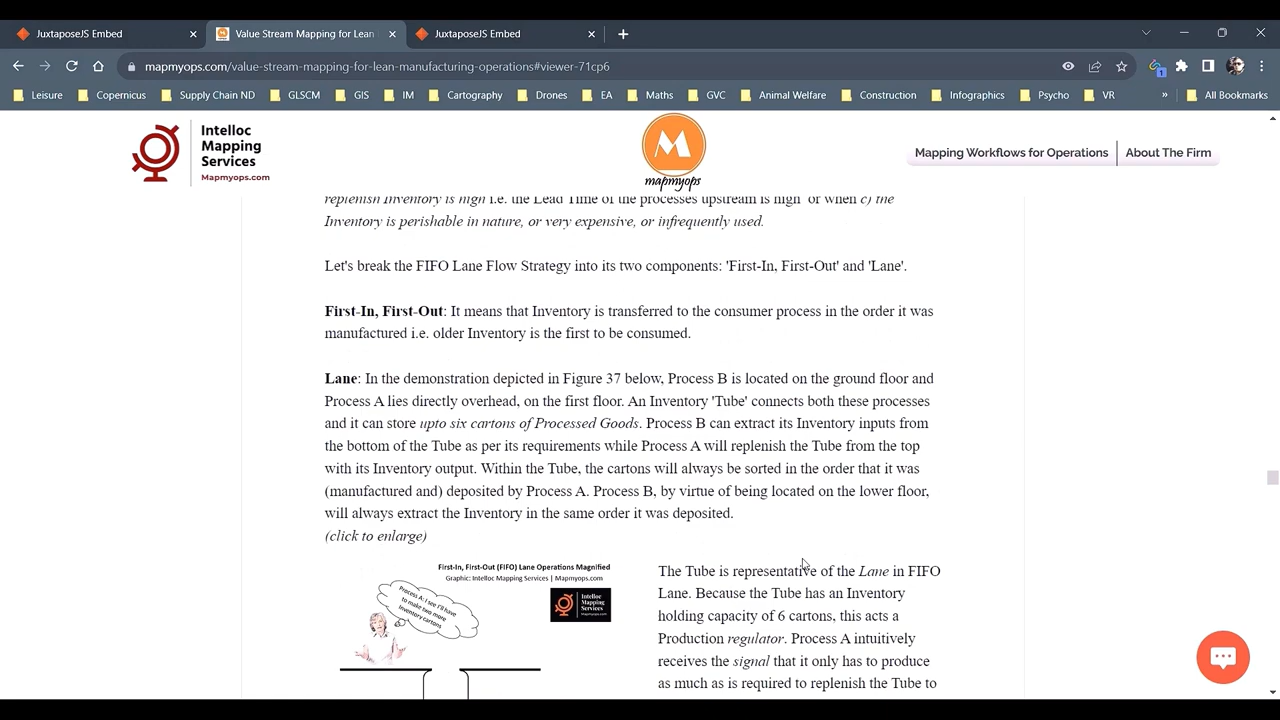 JuxtaposeJS Embed
Value Stream Mapping for Lean
JuxtaposeJS Embed
mapmyops.com/value-stream-mapping-for-lean-manufacturing-operations#viewer-71cp6
Leisure
Copernicus
Supply Chain ND
GLSCM
GIS
IM
Cartography
Drones
EA
Maths
GVC
Animal Welfare
Construction
Infographics
Psycho
VR
»
All Bookmarks
Intelloc
Mapping
Services
Mapmyops.com
M
mapmyops
Mapping Workflows for Operations
About The Firm
replenish Inventory is high i.e. the Lead Time of the processes upstream is high or when c) the
Inventory is perishable in nature, or very expensive, or infrequently used.
Let's break the FIFO Lane Flow Strategy into its two components: 'First-In, First-Out' and 'Lane'.
First-In, First-Out: It means that Inventory is transferred to the consumer process in the order it was
manufactured i.e. older Inventory is the first to be consumed.
Lane: In the demonstration depicted in Figure 37 below, Process B is located on the ground floor and
Process A lies directly overhead, on the first floor. An Inventory 'Tube' connects both these processes
and it can store upto six cartons of Processed Goods. Process B can extract its Inventory inputs from
the bottom of the Tube as per its requirements while Process A will replenish the Tube from the top
with its Inventory output. Within the Tube, the cartons will always be sorted in the order that it was
(manufactured and) deposited by Process A. Process B, by virtue of being located on the lower floor,
will always extract the Inventory in the same order it was deposited.
(click to enlarge)
First-In, First-Out (FIFO) Lane Operations Magnified
Graphic: Intelloc Mapping Services | Mapmyops.com
Intelloc
Mapping
Services
Process A: I see I'll have
to make two more
Inventory cartons
The Tube is representative of the Lane in FIFO
Lane. Because the Tube has an Inventory
holding capacity of 6 cartons, this acts a
Production regulator. Process A intuitively
receives the signal that it only has to produce
as much as is required to replenish the Tube to